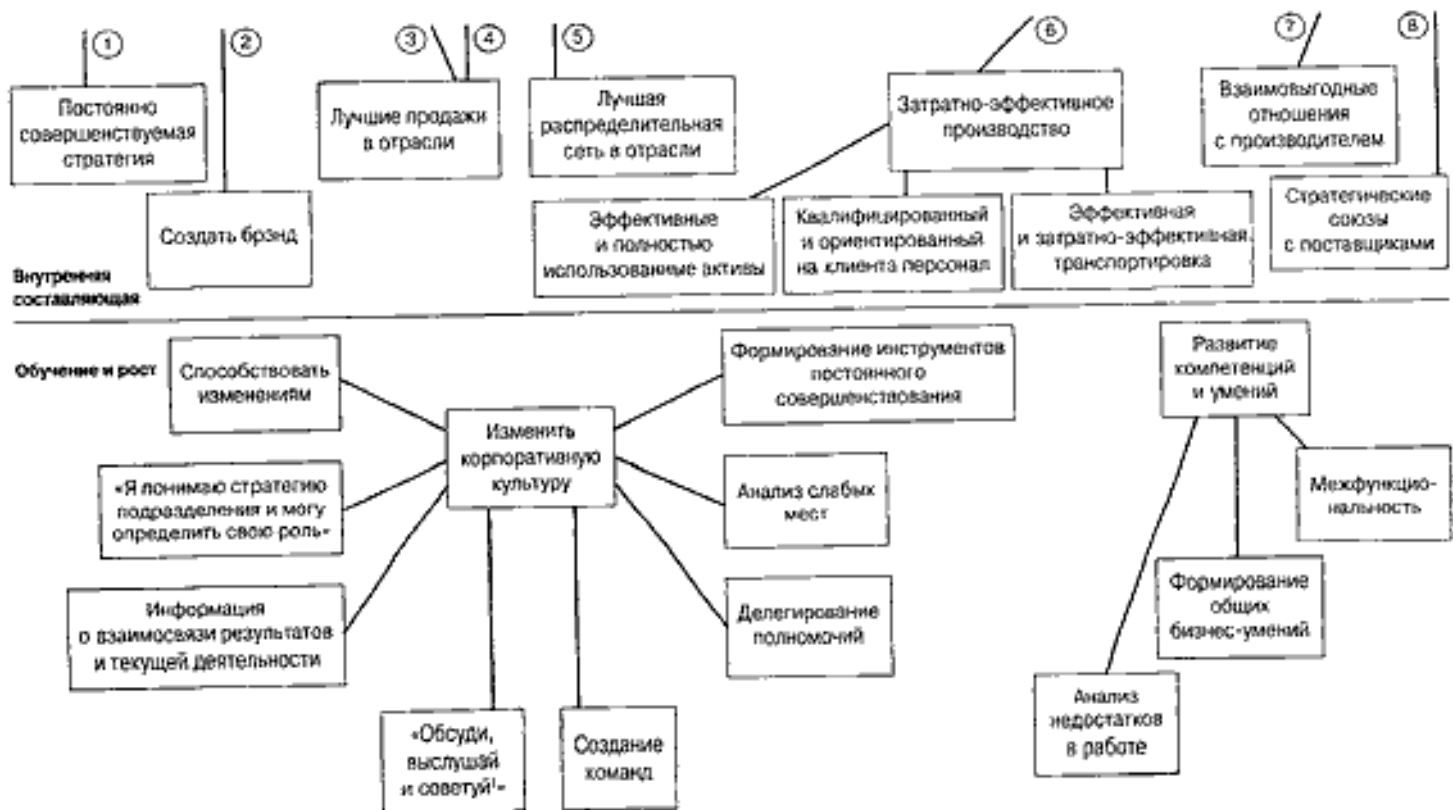 1
2
3
4
5
6
7
8
Постоянно
совершенствуемая
стратегия
Создать брэнд
Лучшие продажи
в отрасли
Лучшая
распределительная
сеть в отрасли
Затратно-эффективное
производство
Взаимовыгодные
отношения
с производителем
Эффективные
и полностью
использованные активы
Квалифицированный
и ориентированный
на клиента персонал
Эффективная
и затратно-эффективная
транспортировка
Стратегические
союзы
с поставщиками
Внутренняя
составляющая
Обучение и рост
Способствовать
изменениям
Формирование инструментов
постоянного
совершенствования
Развитие
компетенций
и умений
Изменить
корпоративную
культуру
«Я понимаю стратегию
подразделения и могу
определить свою роль»
Анализ слабых
мест
Межфункцио-
нальность
Информация
о взаимосвязи результатов
и текущей деятельности
Делегирование
полномочий
Формирование
общих
бизнес-умений
«Обсуди,
выслушай
и советуй!»
Создание
команд
Анализ
недостатков
в работе